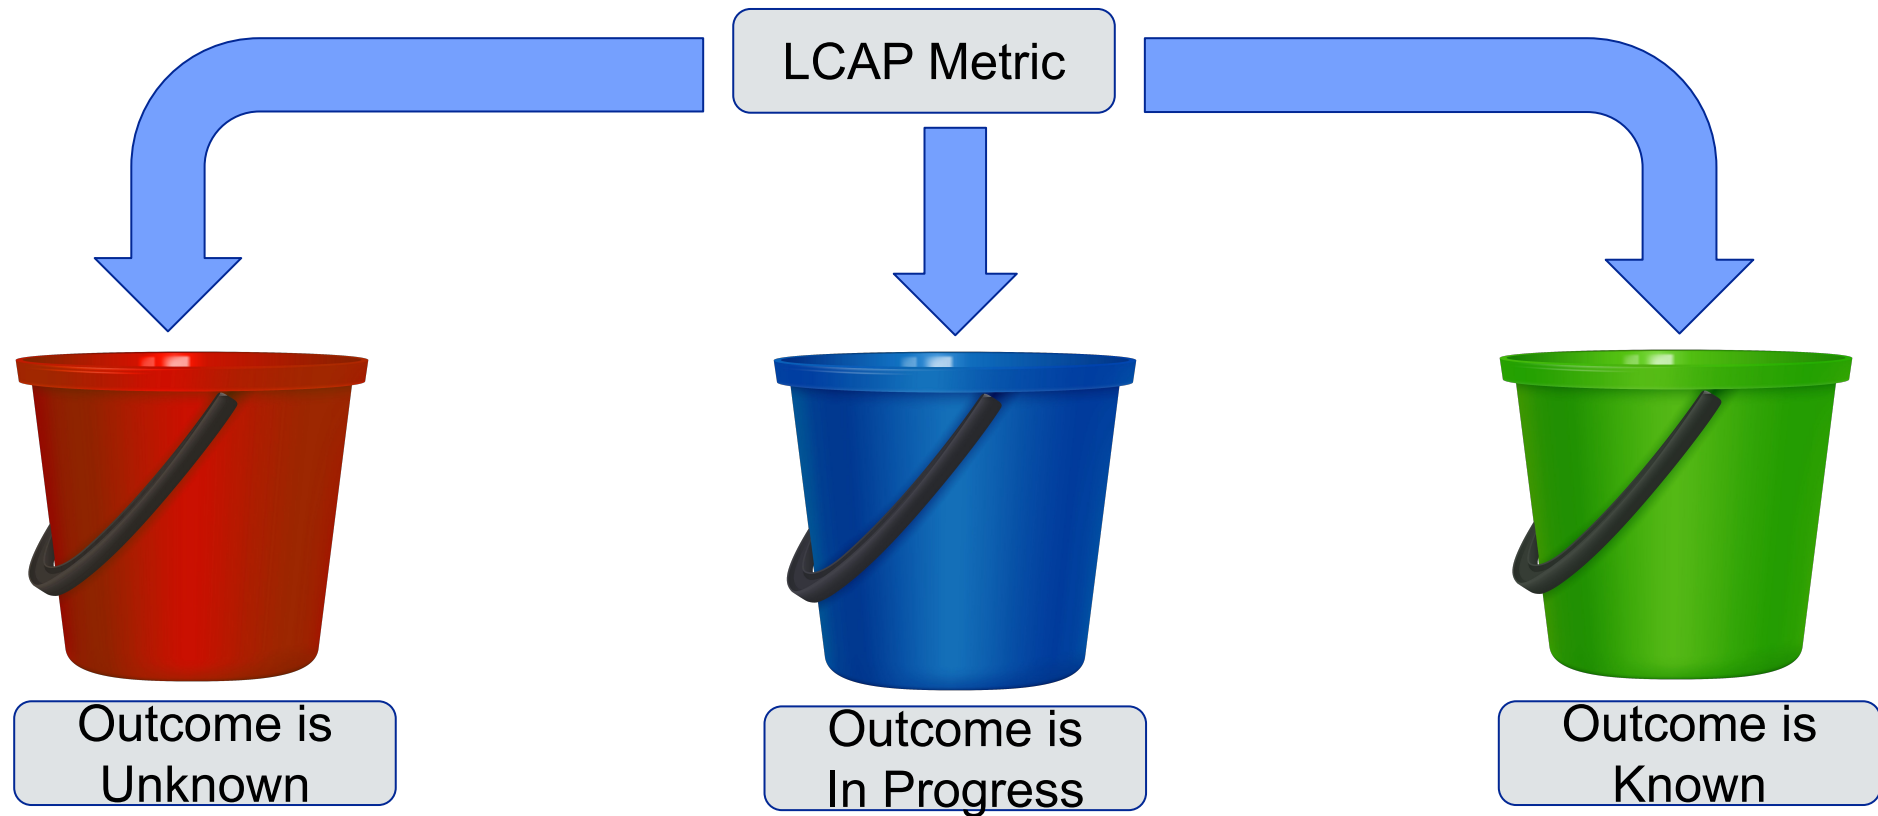 LCAP Metric
Outcome is
Unknown
Outcome is
In Progress
Outcome is
Known